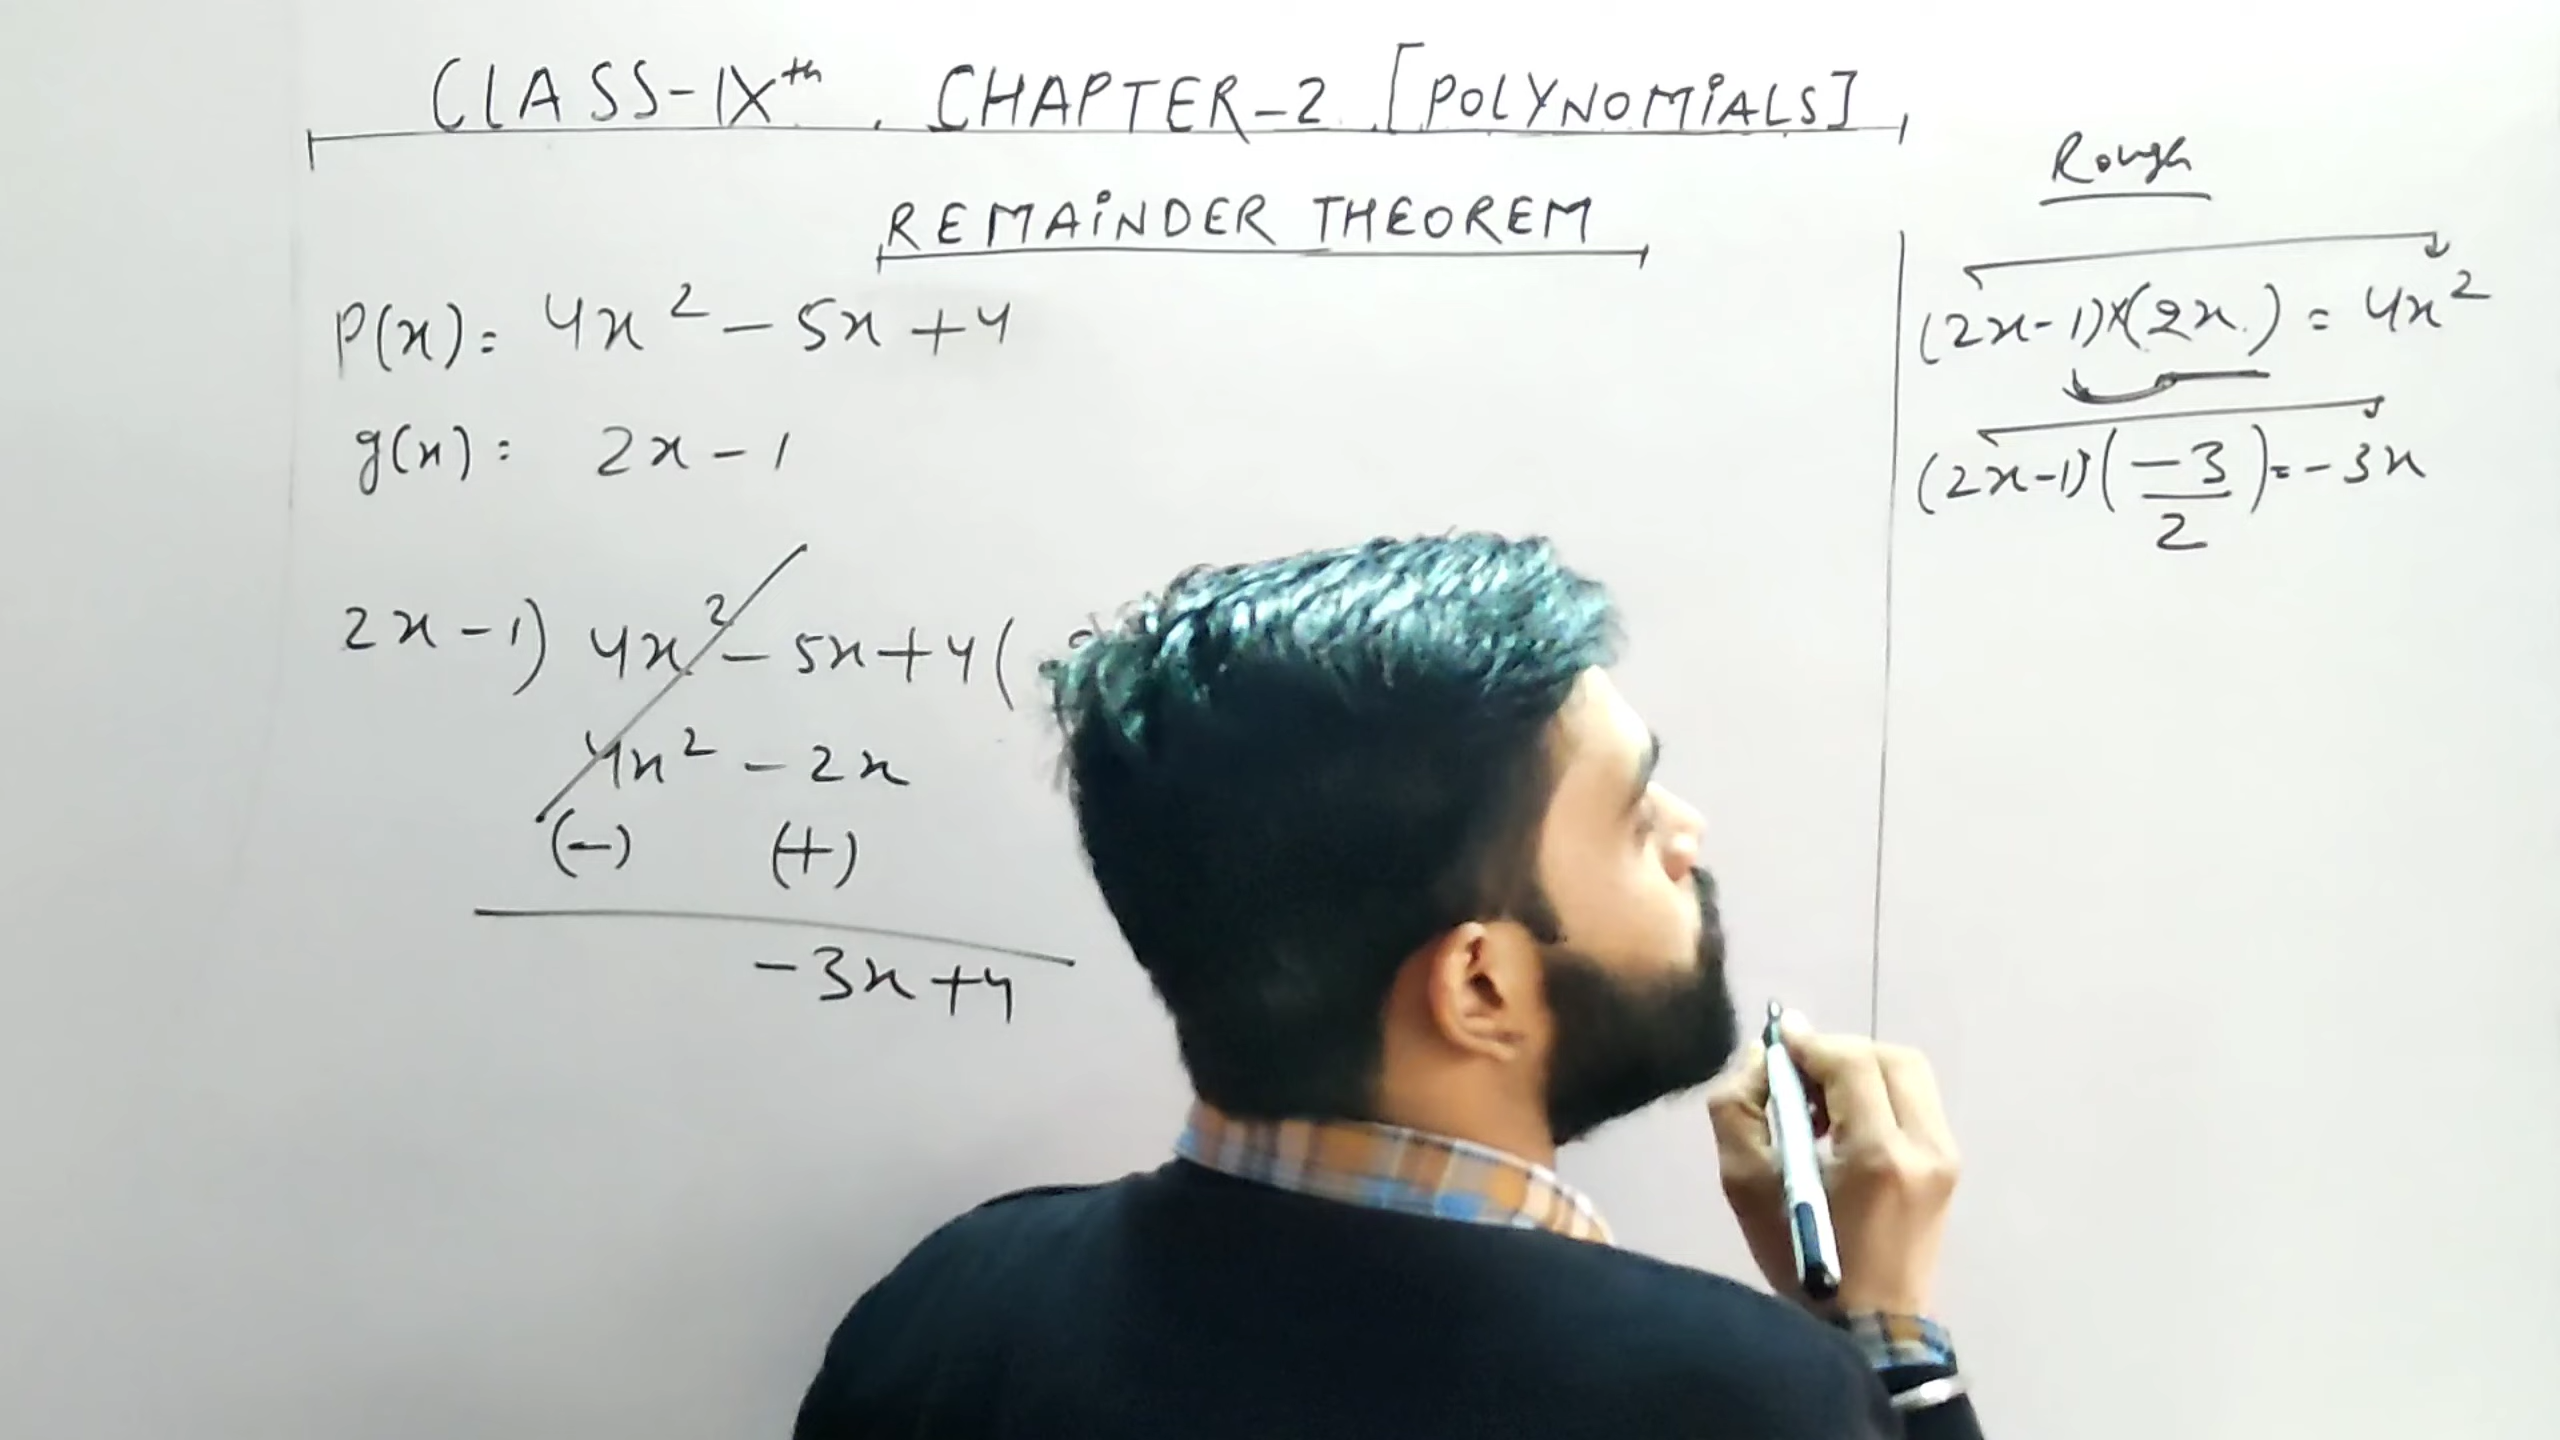 CLASS-IXth, CHAPTER-2 [POLYNOMiALS]
REMAiNDER THEOREM
P(x) = 4x² - 5x + 4
g(x) = 2x - 1
2x - 1) 4x² - 5x + 4 (
4x² - 2x
(-) (+)
-3x + 4
Rough
(2x-1)×(2x) = 4x²
(2x-1)(-3/2) = -3x